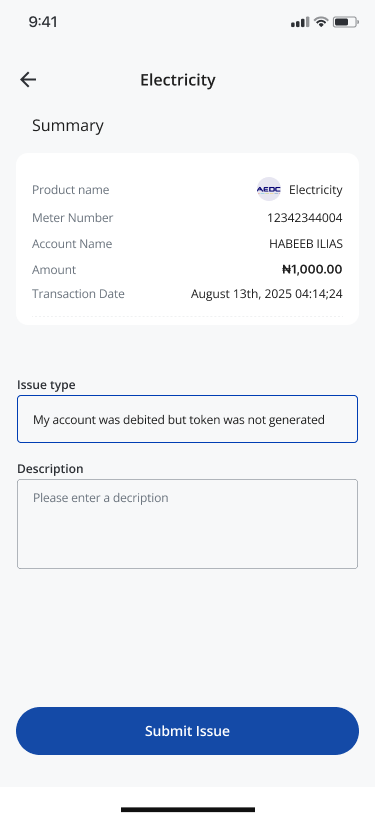 9:41
Electricity
Summary
Product name AEDC Electricity
Meter Number 12342344004
Account Name HABEEB ILIAS
Amount ₦1,000.00
Transaction Date August 13th, 2025 04:14;24
Issue type
My account was debited but token was not generated
Description
Please enter a decription
Submit Issue